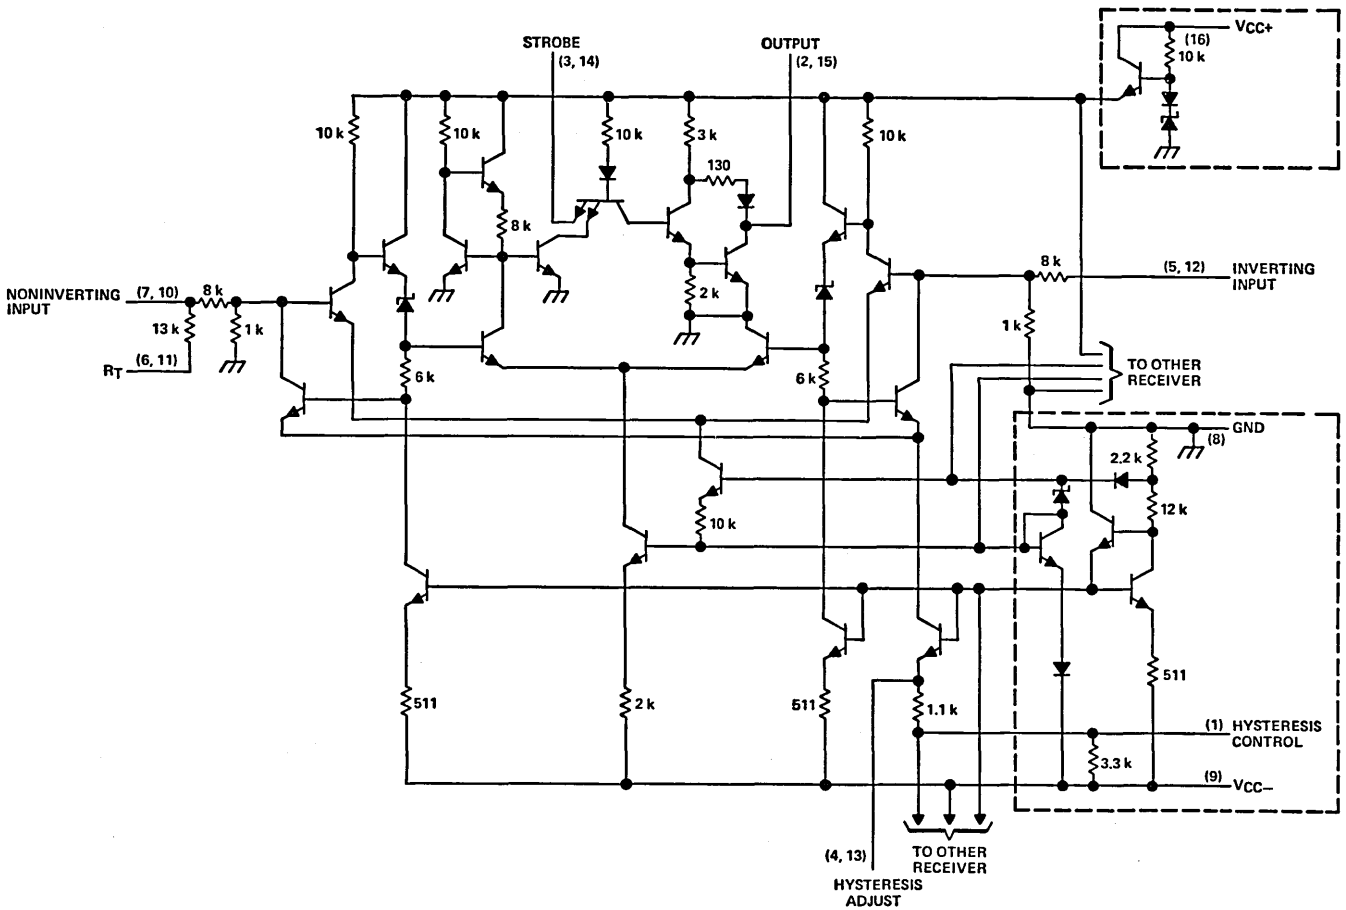 STROBE
(3, 14)
OUTPUT
(2, 15)
VCC+
(16)
10 k
10 k
10 k
10 k
3 k
130
10 k
8 k
8 k
(5, 12)
INVERTING
INPUT
NONINVERTING
INPUT
(7, 10)
8 k
13 k
1 k
2 k
1 k
RT
(6, 11)
6 k
6 k
TO OTHER
RECEIVER
GND
(8)
2.2 k
12 k
10 k
511
2 k
511
1.1 k
511
(1)
HYSTERESIS
CONTROL
3.3 k
(9)
VCC–
(4, 13)
TO OTHER
RECEIVER
HYSTERESIS
ADJUST